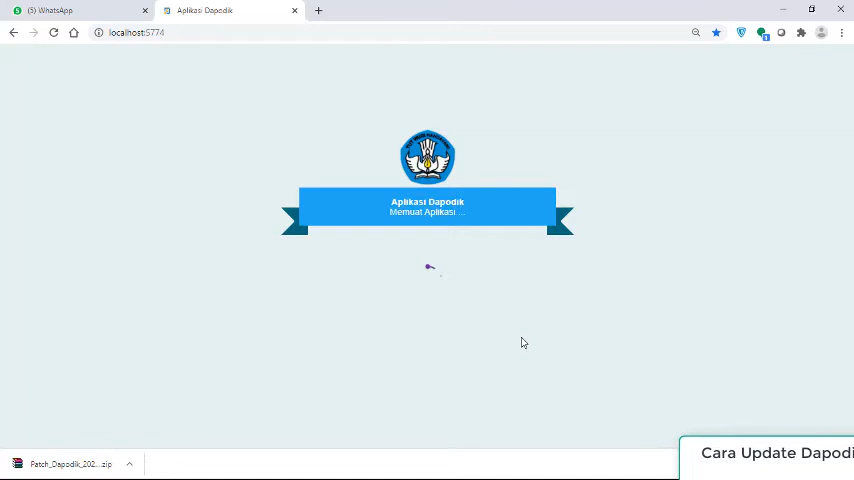 (5) WhatsApp
Aplikasi Dapodik
localhost:5774
Aplikasi Dapodik
Memuat Aplikasi ...
Patch_Dapodik_202....zip
Cara Update Dapodi